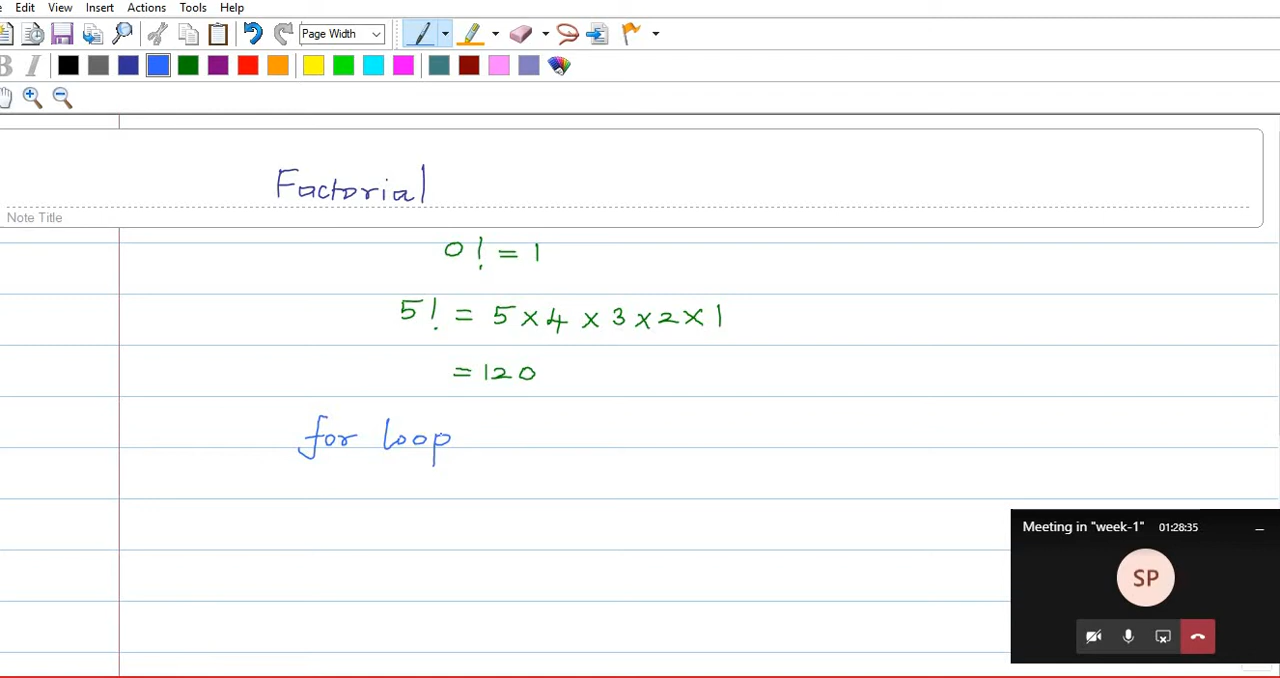 Edit View Insert Actions Tools Help
Page Width
B I
Factorial
Note Title
0! = 1
5! = 5 × 4 × 3 × 2 × 1
= 120
for loop
Meeting in "week-1" 01:28:35
SP